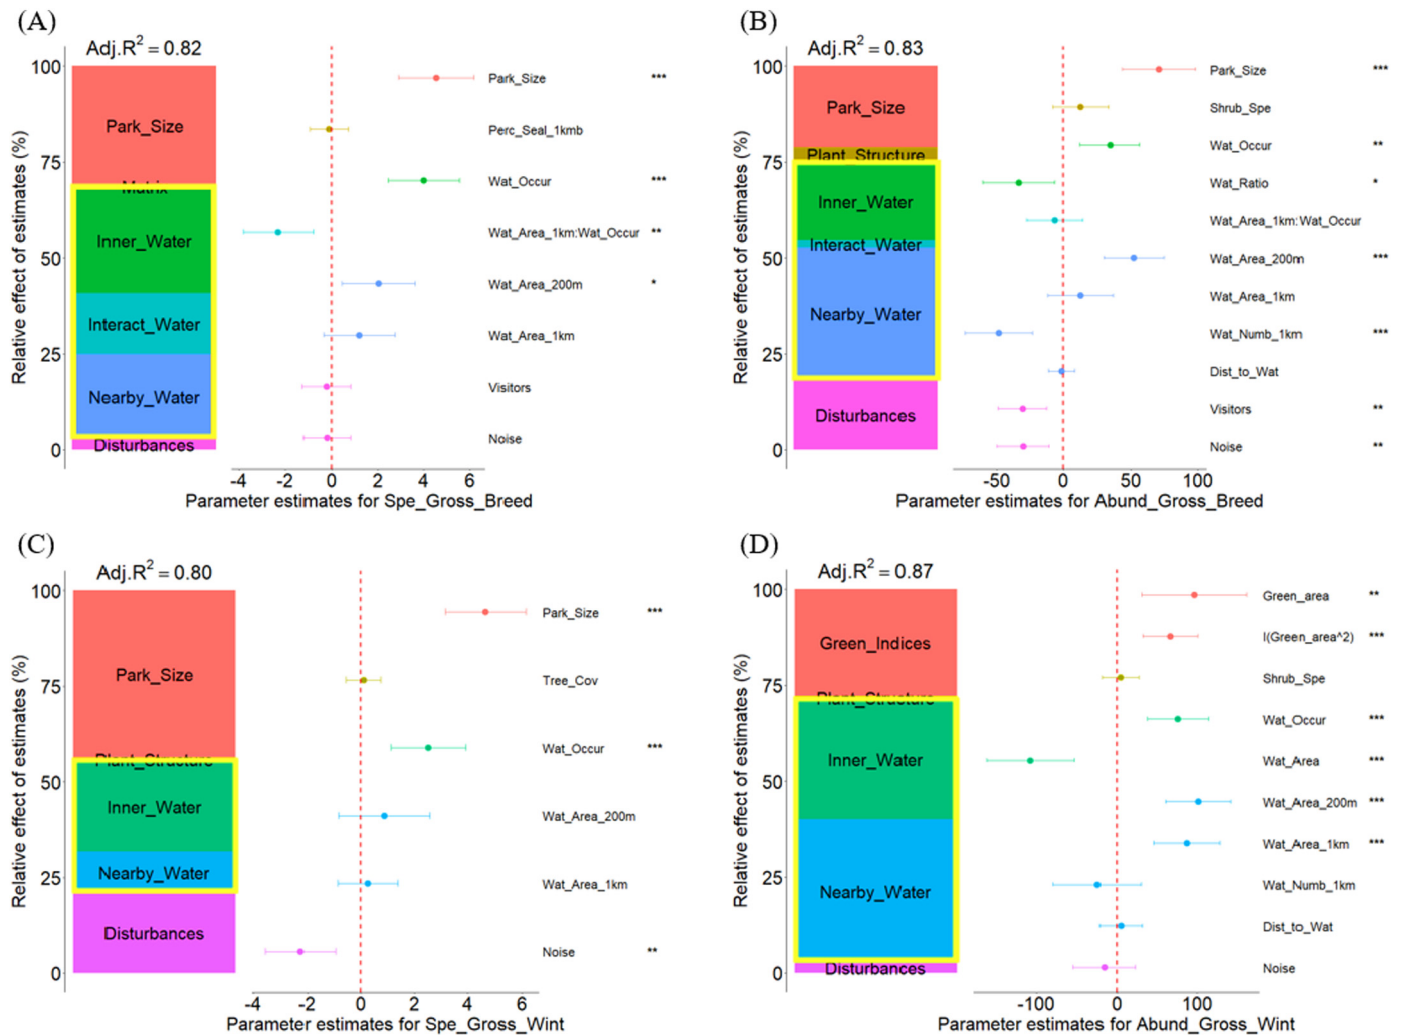 (A)
Adj.R² = 0.82
Relative effect of estimates (%)
100
75
50
25
0
Park_Size
Matrix
Inner_Water
Interact_Water
Nearby_Water
Disturbances
Park_Size ***
Perc_Seal_1kmb
Wat_Occur ***
Wat_Area_1km:Wat_Occur **
Wat_Area_200m *
Wat_Area_1km
Visitors
Noise
-4 -2 0 2 4 6
Parameter estimates for Spe_Gross_Breed
(B)
Adj.R² = 0.83
Relative effect of estimates (%)
100
75
50
25
0
Park_Size
Plant_Structure
Inner_Water
Interact_Water
Nearby_Water
Disturbances
Park_Size ***
Shrub_Spe
Wat_Occur **
Wat_Ratio *
Wat_Area_1km:Wat_Occur
Wat_Area_200m ***
Wat_Area_1km
Wat_Numb_1km ***
Dist_to_Wat
Visitors **
Noise **
-50 0 50 100
Parameter estimates for Abund_Gross_Breed
(C)
Adj.R² = 0.80
Relative effect of estimates (%)
100
75
50
25
0
Park_Size
Plant_Structure
Inner_Water
Nearby_Water
Disturbances
Park_Size ***
Tree_Cov
Wat_Occur ***
Wat_Area_200m
Wat_Area_1km
Noise **
-4 -2 0 2 4 6
Parameter estimates for Spe_Gross_Wint
(D)
Adj.R² = 0.87
Relative effect of estimates (%)
100
75
50
25
0
Green_Indices
Plant_Structure
Inner_Water
Nearby_Water
Disturbances
Green_area **
I(Green_area^2) ***
Shrub_Spe
Wat_Occur ***
Wat_Area ***
Wat_Area_200m ***
Wat_Area_1km ***
Wat_Numb_1km
Dist_to_Wat
Noise
-100 0 100
Parameter estimates for Abund_Gross_Wint